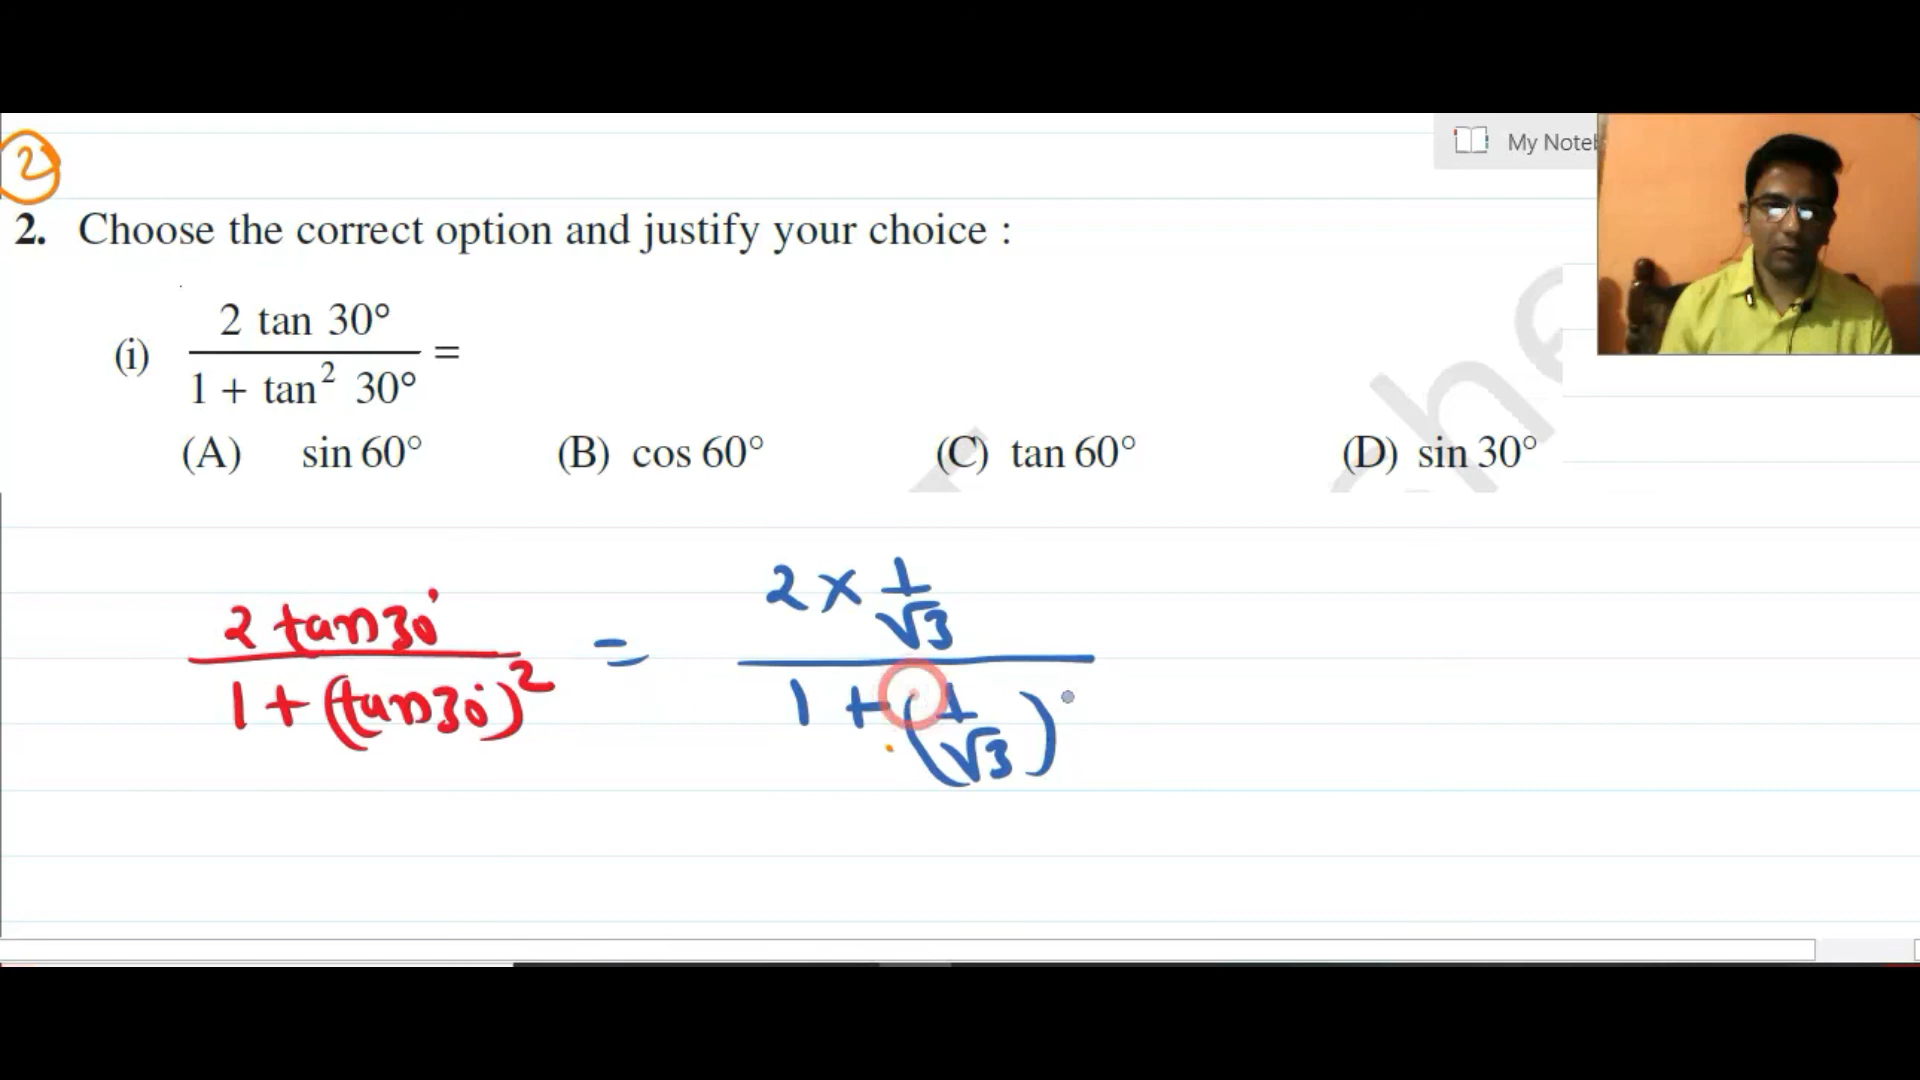 2
My Noteb
2. Choose the correct option and justify your choice :
(i) 2 tan 30° / 1 + tan² 30° =
(A) sin 60° (B) cos 60° (C) tan 60° (D) sin 30°
2 tan30° / 1 + (tan30°)² = 2 × 1/√3 / 1 + (1/√3)